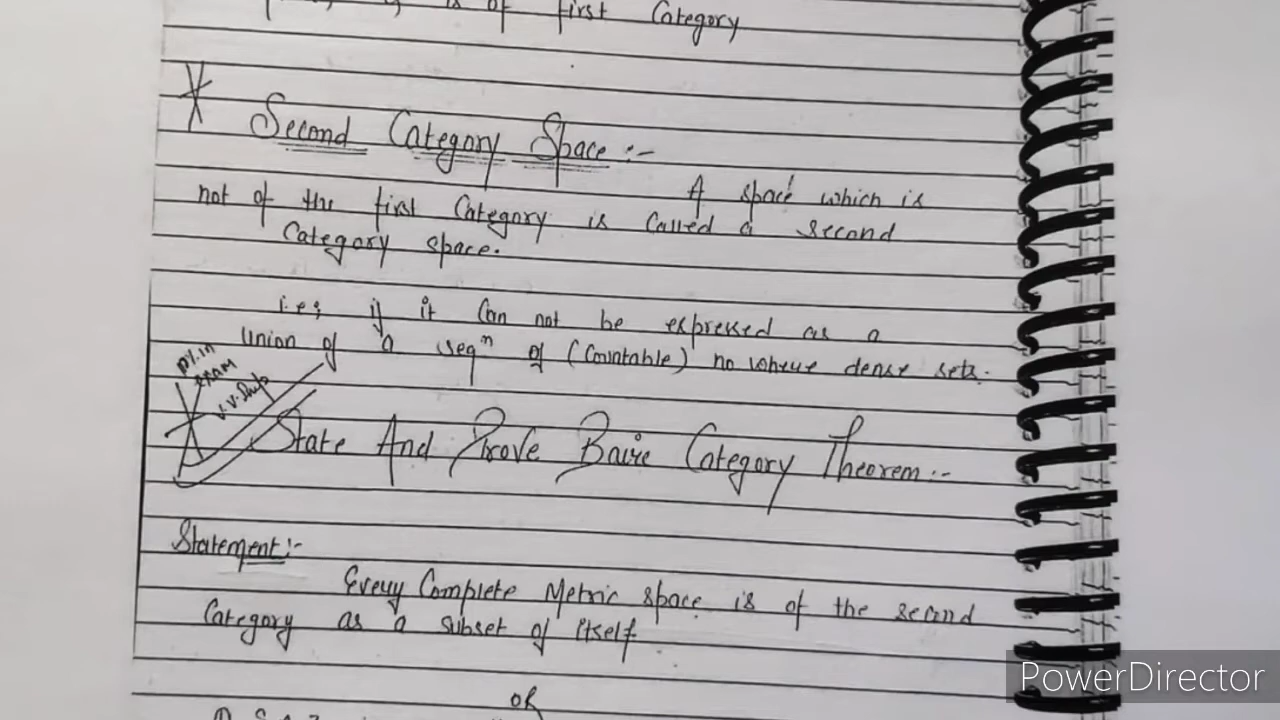 is of first Category
Second Category Space :-
A space which is
not of the first Category is Called a second
Category space.
i.e; if it Can not be expressed as a
union of a seqⁿ of (Countable) no where dense sets.
EXAM
State And Prove Baire Category Theorem :-
Statement :-
Every Complete Metric space is of the second
Category as a subset of itself.
OR
PowerDirector